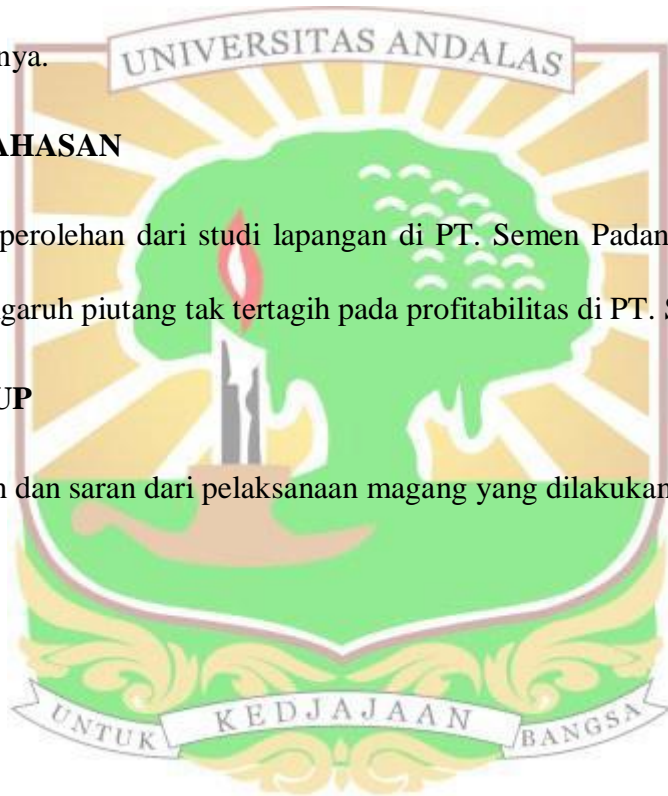 nya.
UNIVERSITAS ANDALAS
AHASAN
perolehan dari studi lapangan di PT. Semen Padan
garuh piutang tak tertagih pada profitabilitas di PT. S
UP
n dan saran dari pelaksanaan magang yang dilakukan
UNTUK KEDJAJAAN BANGSA